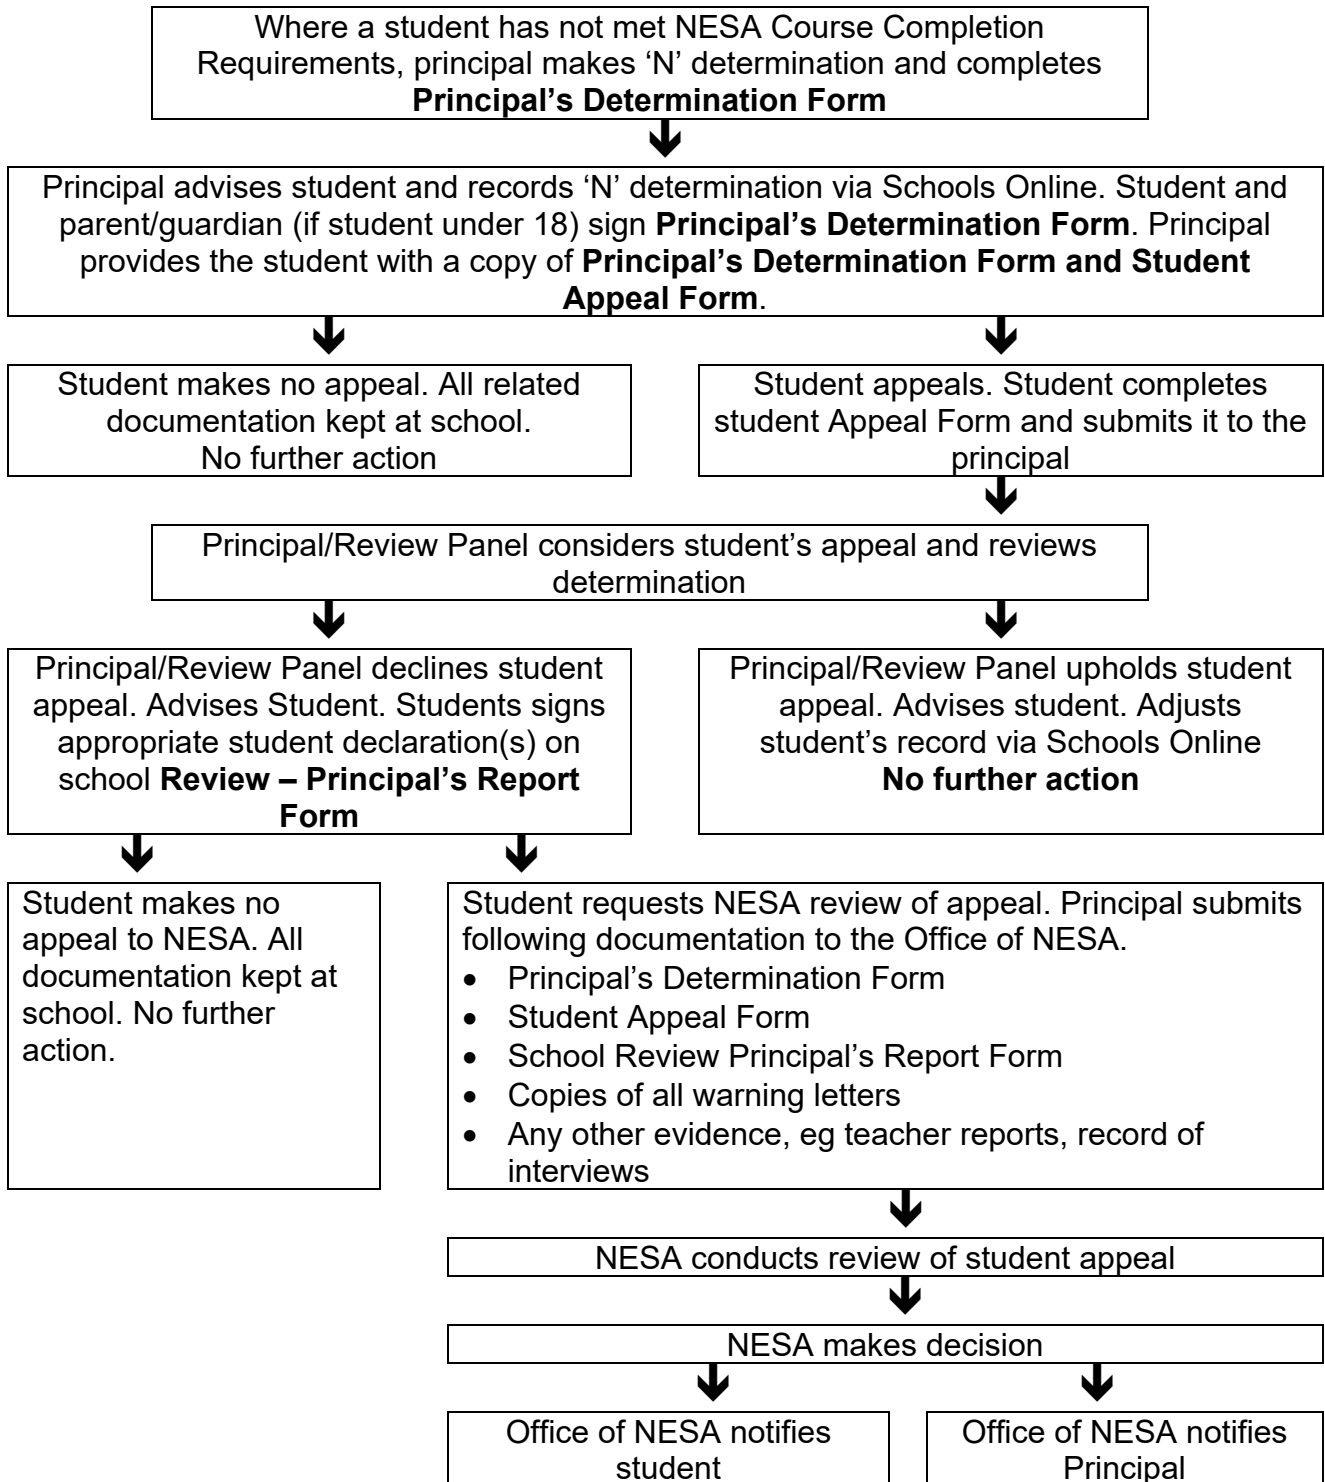 Where a student has not met NESA Course Completion
Requirements, principal makes ‘N’ determination and completes
Principal’s Determination Form
Principal advises student and records ‘N’ determination via Schools Online. Student and
parent/guardian (if student under 18) sign Principal’s Determination Form. Principal
provides the student with a copy of Principal’s Determination Form and Student
Appeal Form.
Student makes no appeal. All related
documentation kept at school.
No further action
Student appeals. Student completes
student Appeal Form and submits it to the
principal
Principal/Review Panel considers student’s appeal and reviews
determination
Principal/Review Panel declines student
appeal. Advises Student. Students signs
appropriate student declaration(s) on
school Review – Principal’s Report
Form
Principal/Review Panel upholds student
appeal. Advises student. Adjusts
student’s record via Schools Online
No further action
Student makes no
appeal to NESA. All
documentation kept at
school. No further
action.
Student requests NESA review of appeal. Principal submits
following documentation to the Office of NESA.
• Principal’s Determination Form
• Student Appeal Form
• School Review Principal’s Report Form
• Copies of all warning letters
• Any other evidence, eg teacher reports, record of
interviews
NESA conducts review of student appeal
NESA makes decision
Office of NESA notifies
student
Office of NESA notifies
Principal